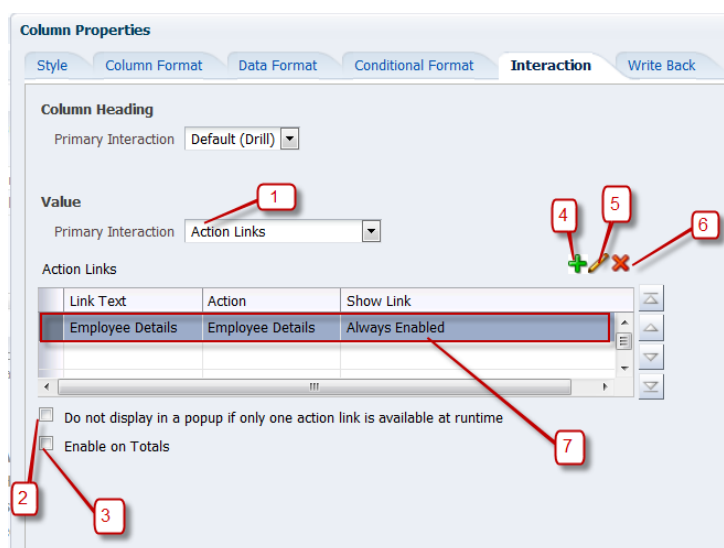 Column Properties
Style Column Format Data Format Conditional Format Interaction Write Back
Column Heading
Primary Interaction Default (Drill)
1
Value
4 5 6
Primary Interaction Action Links
Action Links
Link Text Action Show Link
Employee Details Employee Details Always Enabled
Do not display in a popup if only one action link is available at runtime
Enable on Totals
7
2
3